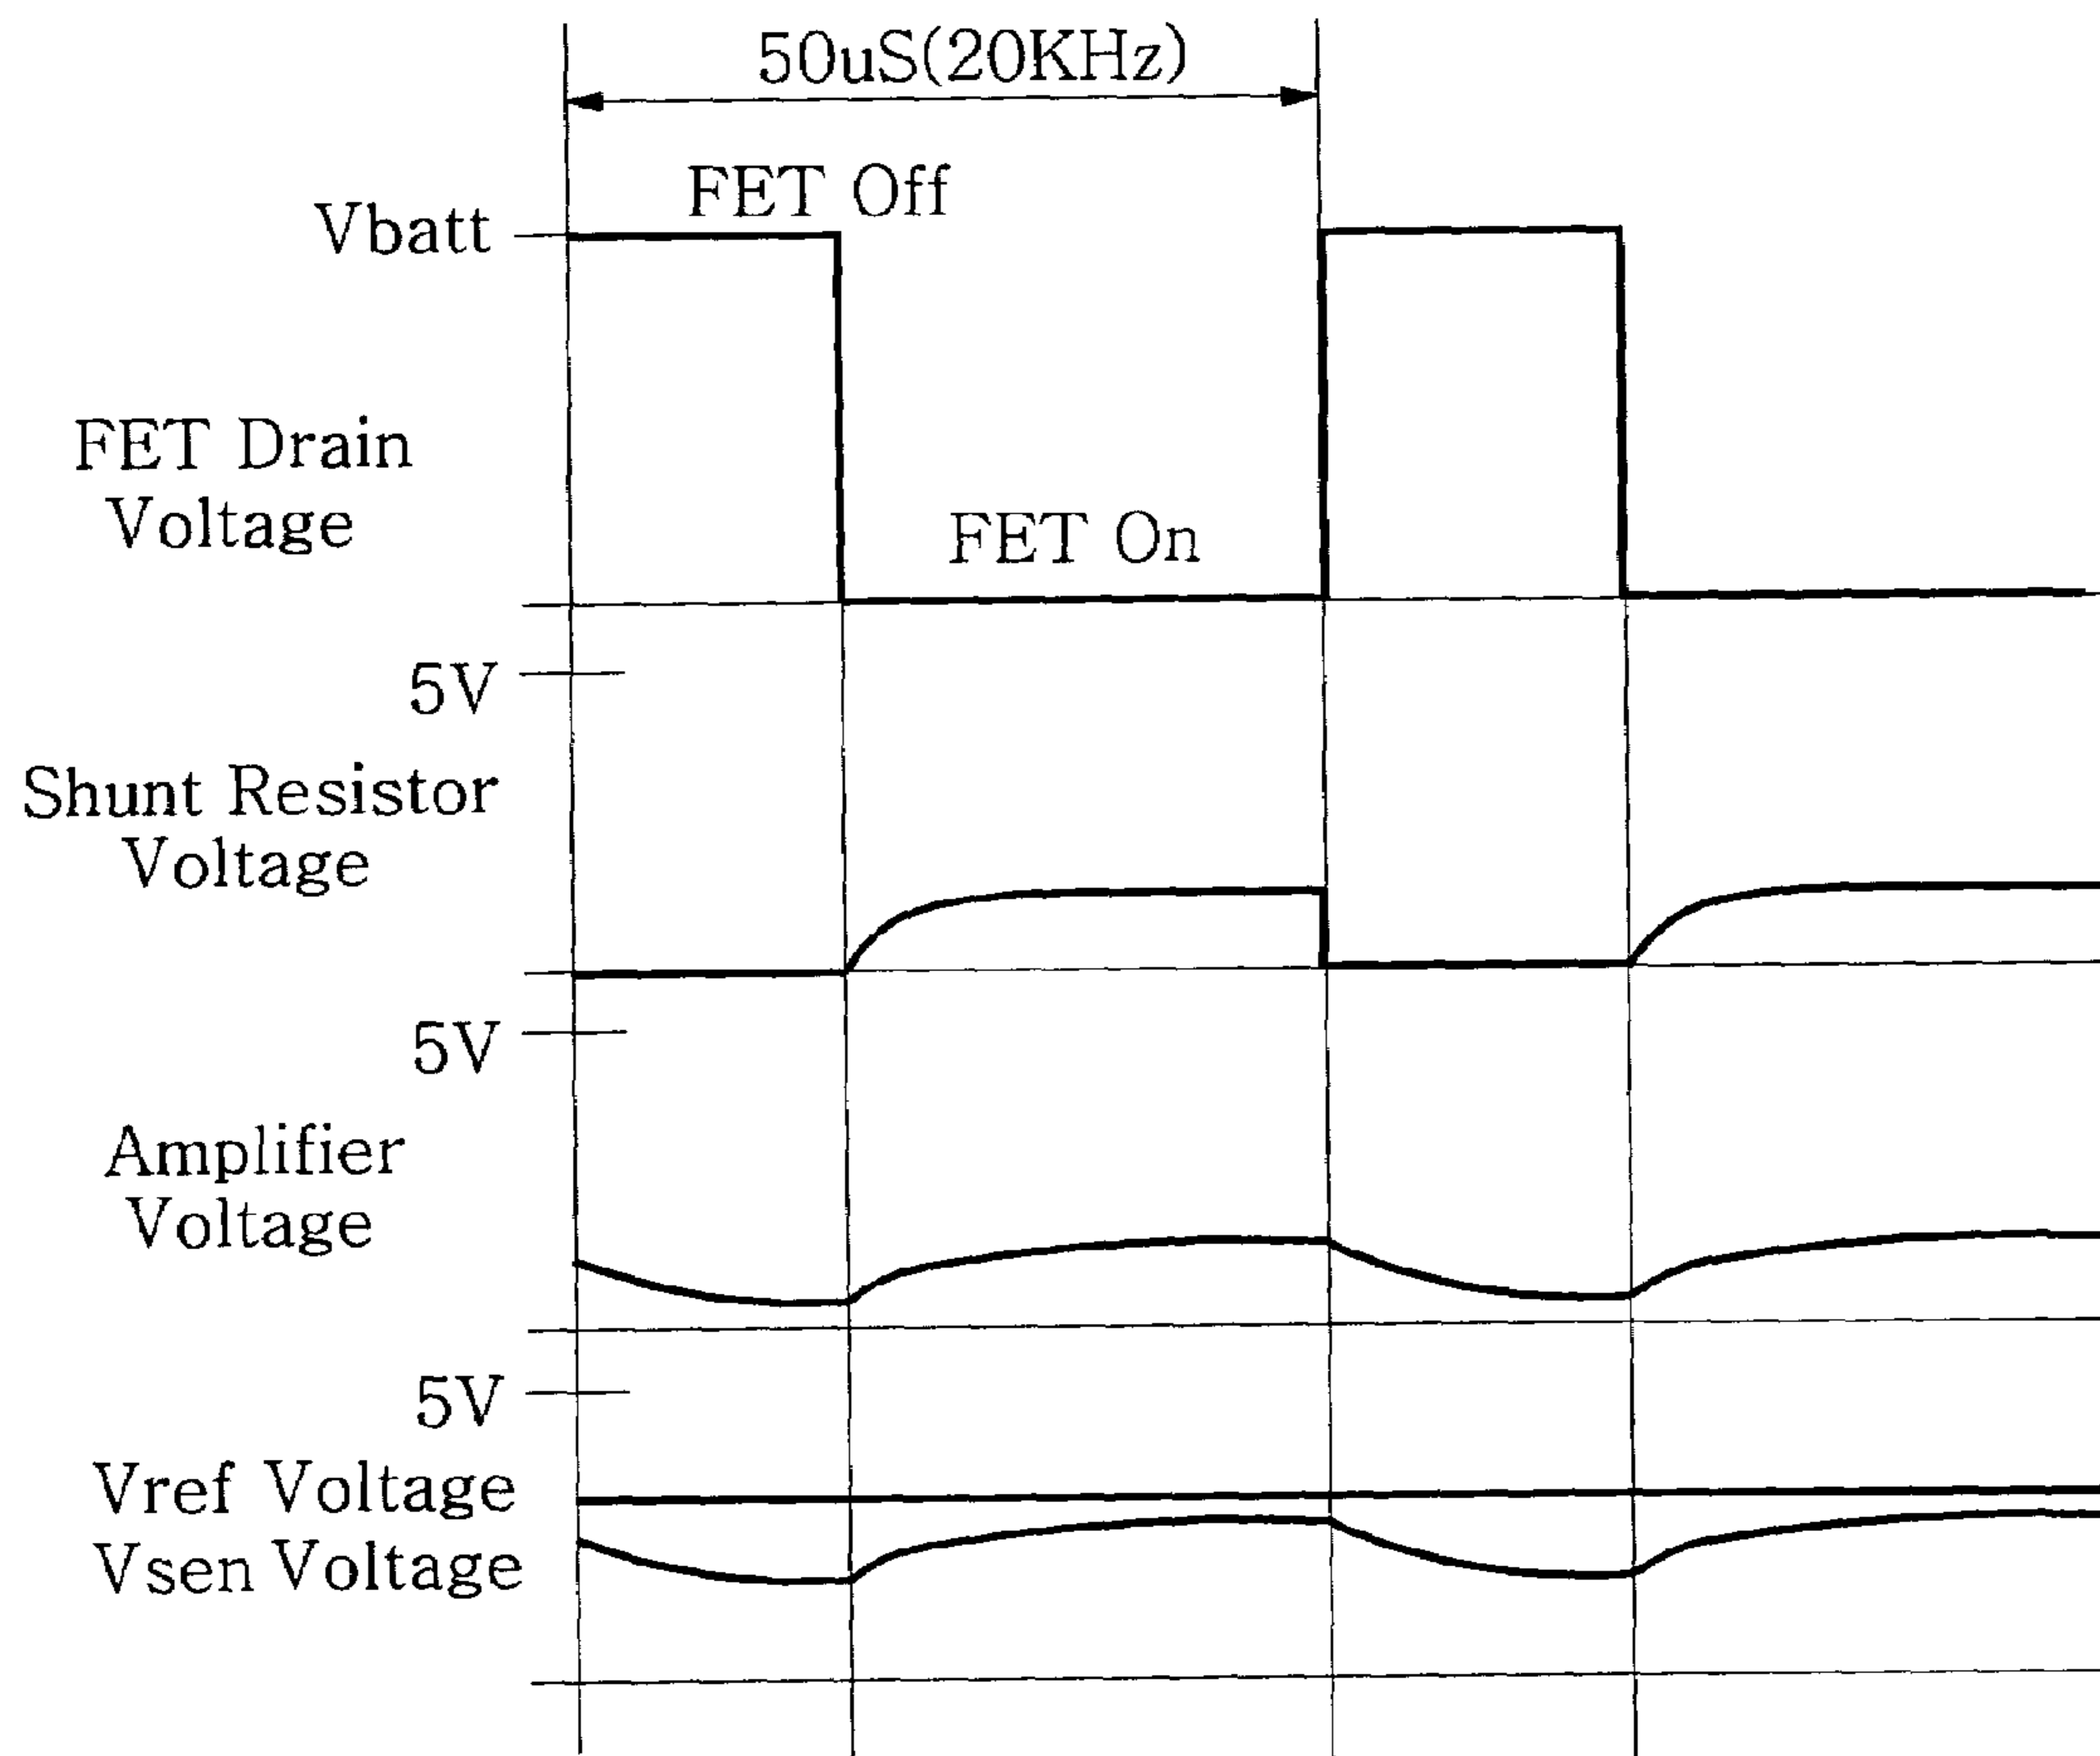 50uS(20KHz)
FET Off
Vbatt
FET Drain
Voltage
FET On
5V
Shunt Resistor
Voltage
5V
Amplifier
Voltage
5V
Vref Voltage
Vsen Voltage